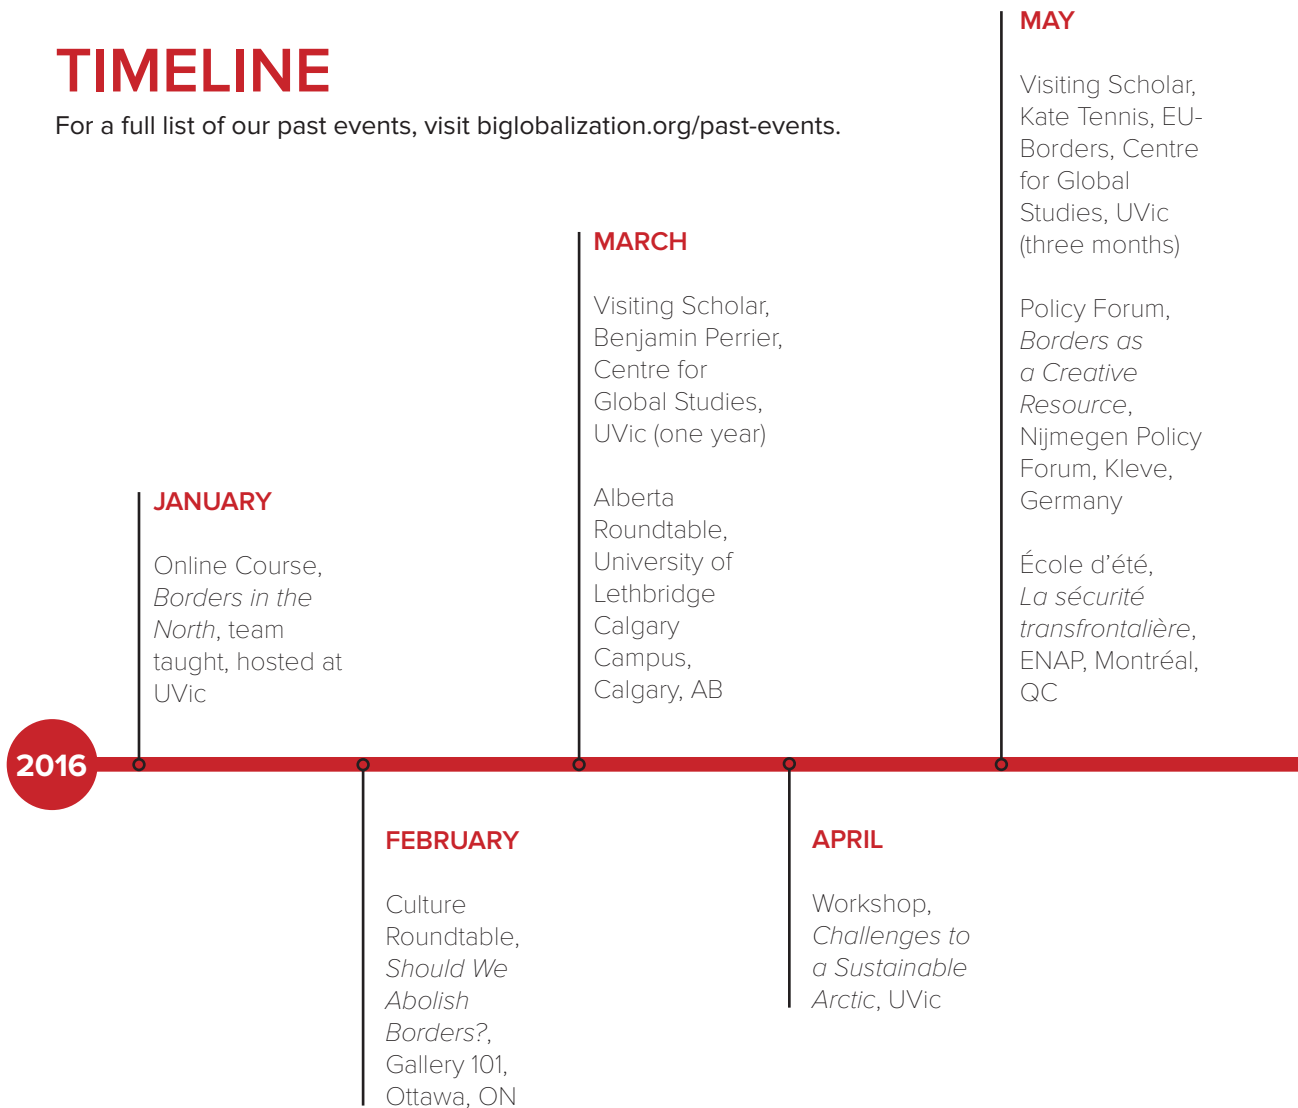 TIMELINE
For a full list of our past events, visit biglobalization.org/past-events.
2016
JANUARY
Online Course,
Borders in the
North, team
taught, hosted at
UVic
FEBRUARY
Culture
Roundtable,
Should We
Abolish
Borders?,
Gallery 101,
Ottawa, ON
MARCH
Visiting Scholar,
Benjamin Perrier,
Centre for
Global Studies,
UVic (one year)
Alberta
Roundtable,
University of
Lethbridge
Calgary
Campus,
Calgary, AB
APRIL
Workshop,
Challenges to
a Sustainable
Arctic, UVic
MAY
Visiting Scholar,
Kate Tennis, EU-
Borders, Centre
for Global
Studies, UVic
(three months)
Policy Forum,
Borders as
a Creative
Resource,
Nijmegen Policy
Forum, Kleve,
Germany
École d’été,
La sécurité
transfrontalière,
ENAP, Montréal,
QC